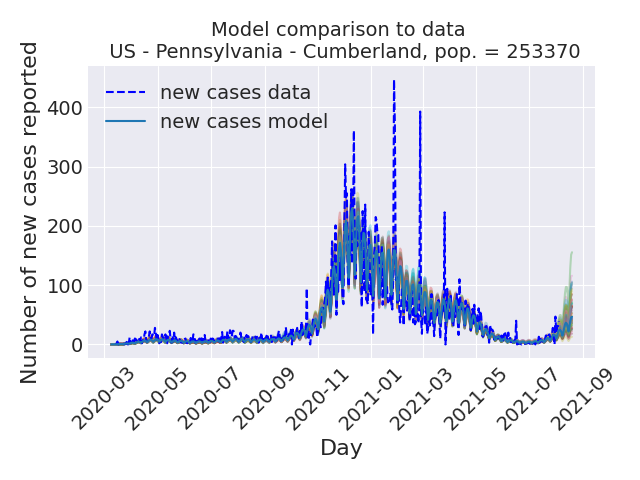 Model comparison to data
US - Pennsylvania - Cumberland, pop. = 253370
Number of new cases reported
400
300
200
100
0
new cases data
new cases model
2020-03
2020-05
2020-07
2020-09
2020-11
2021-01
2021-03
2021-05
2021-07
2021-09
Day